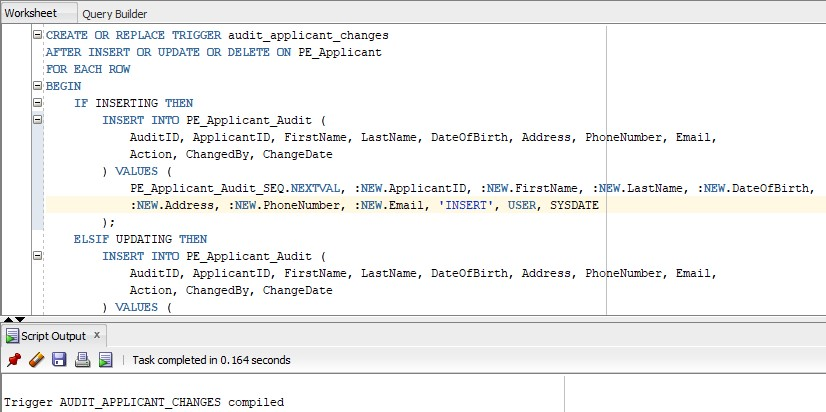 Worksheet Query Builder
CREATE OR REPLACE TRIGGER audit_applicant_changes
AFTER INSERT OR UPDATE OR DELETE ON PE_Applicant
FOR EACH ROW
BEGIN
    IF INSERTING THEN
        INSERT INTO PE_Applicant_Audit (
            AuditID, ApplicantID, FirstName, LastName, DateOfBirth, Address, PhoneNumber, Email,
            Action, ChangedBy, ChangeDate
        ) VALUES (
            PE_Applicant_Audit_SEQ.NEXTVAL, :NEW.ApplicantID, :NEW.FirstName, :NEW.LastName, :NEW.DateOfBirth,
            :NEW.Address, :NEW.PhoneNumber, :NEW.Email, 'INSERT', USER, SYSDATE
        );
    ELSIF UPDATING THEN
        INSERT INTO PE_Applicant_Audit (
            AuditID, ApplicantID, FirstName, LastName, DateOfBirth, Address, PhoneNumber, Email,
            Action, ChangedBy, ChangeDate
        ) VALUES (
Script Output x
Task completed in 0.164 seconds
Trigger AUDIT_APPLICANT_CHANGES compiled